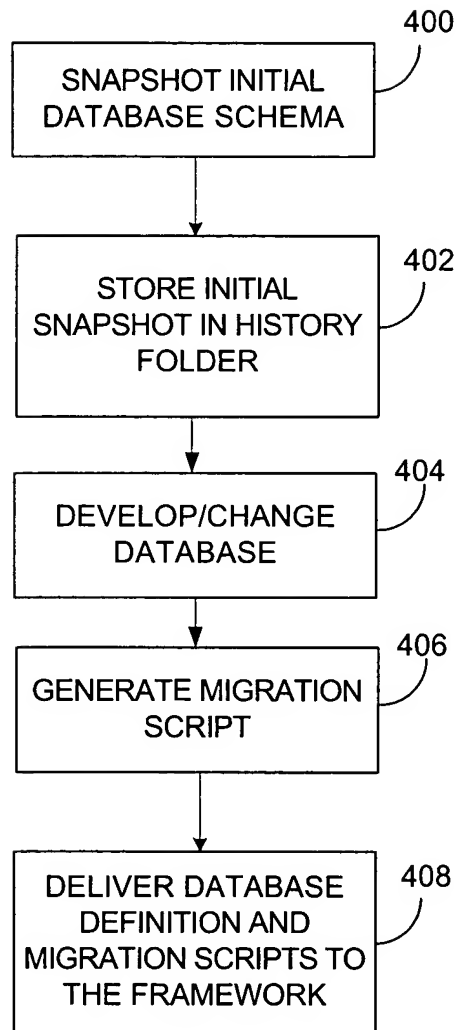 400
SNAPSHOT INITIAL
DATABASE SCHEMA
402
STORE INITIAL
SNAPSHOT IN HISTORY
FOLDER
404
DEVELOP/CHANGE
DATABASE
406
GENERATE MIGRATION
SCRIPT
408
DELIVER DATABASE
DEFINITION AND
MIGRATION SCRIPTS TO
THE FRAMEWORK